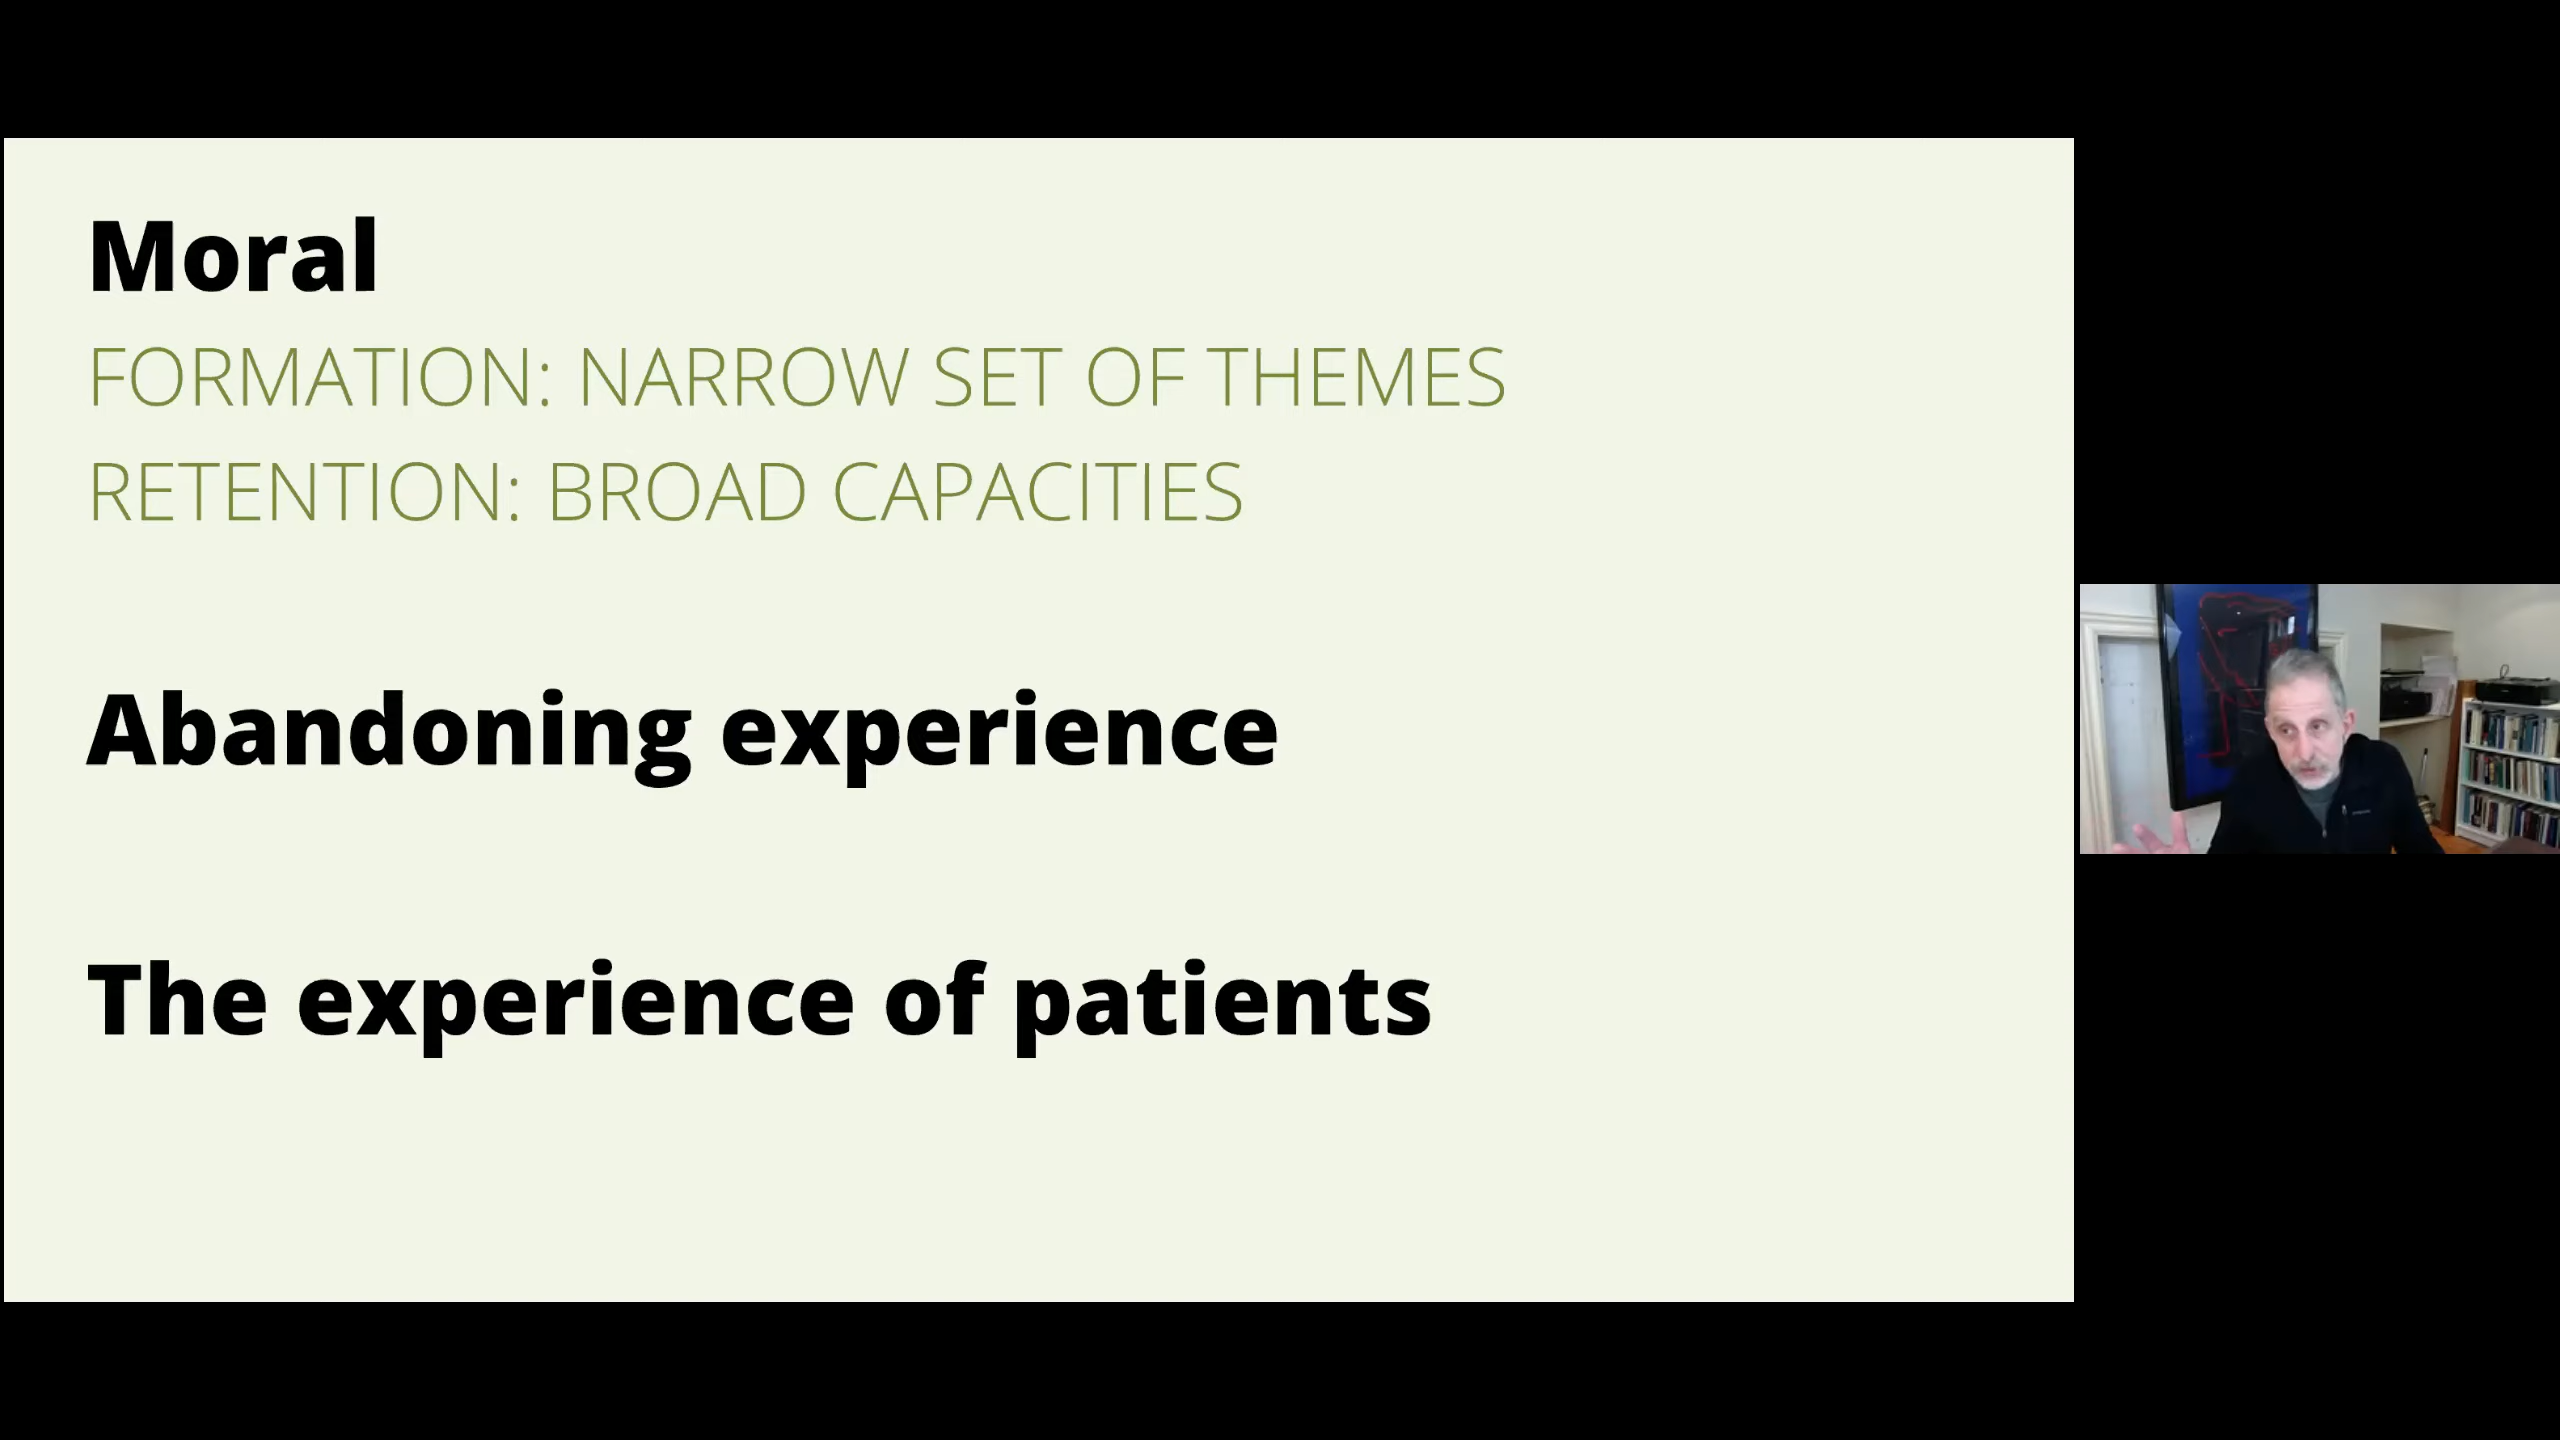 Moral
FORMATION: NARROW SET OF THEMES
RETENTION: BROAD CAPACITIES
Abandoning experience
The experience of patients